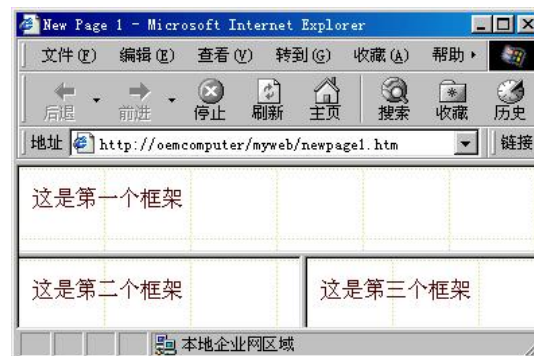 New Page 1 - Microsoft Internet Explorer
文件(F) 编辑(E) 查看(V) 转到(G) 收藏(A) 帮助
后退 前进 停止 刷新 主页 搜索 收藏 历史
地址 http://oemcomputer/myweb/newpage1.htm 链接
这是第一个框架
这是第二个框架 这是第三个框架
本地企业网区域